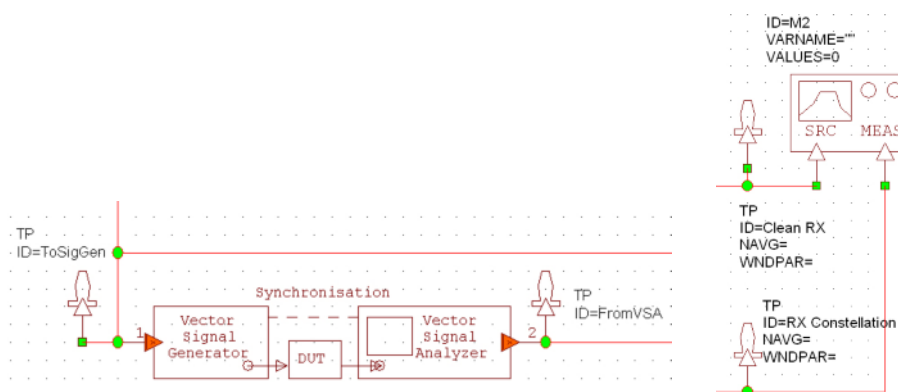 TP
ID=ToSigGen
Synchronisation
1
Vector
Signal
Generator
DUT
Vector
Signal
Analyzer
2
TP
ID=FromVSA
ID=M2
VARNAME=""
VALUES=0
SRC
MEAS
TP
ID=Clean RX
NAVG=
WNDPAR=
TP
ID=RX Constellation
NAVG=
WNDPAR=